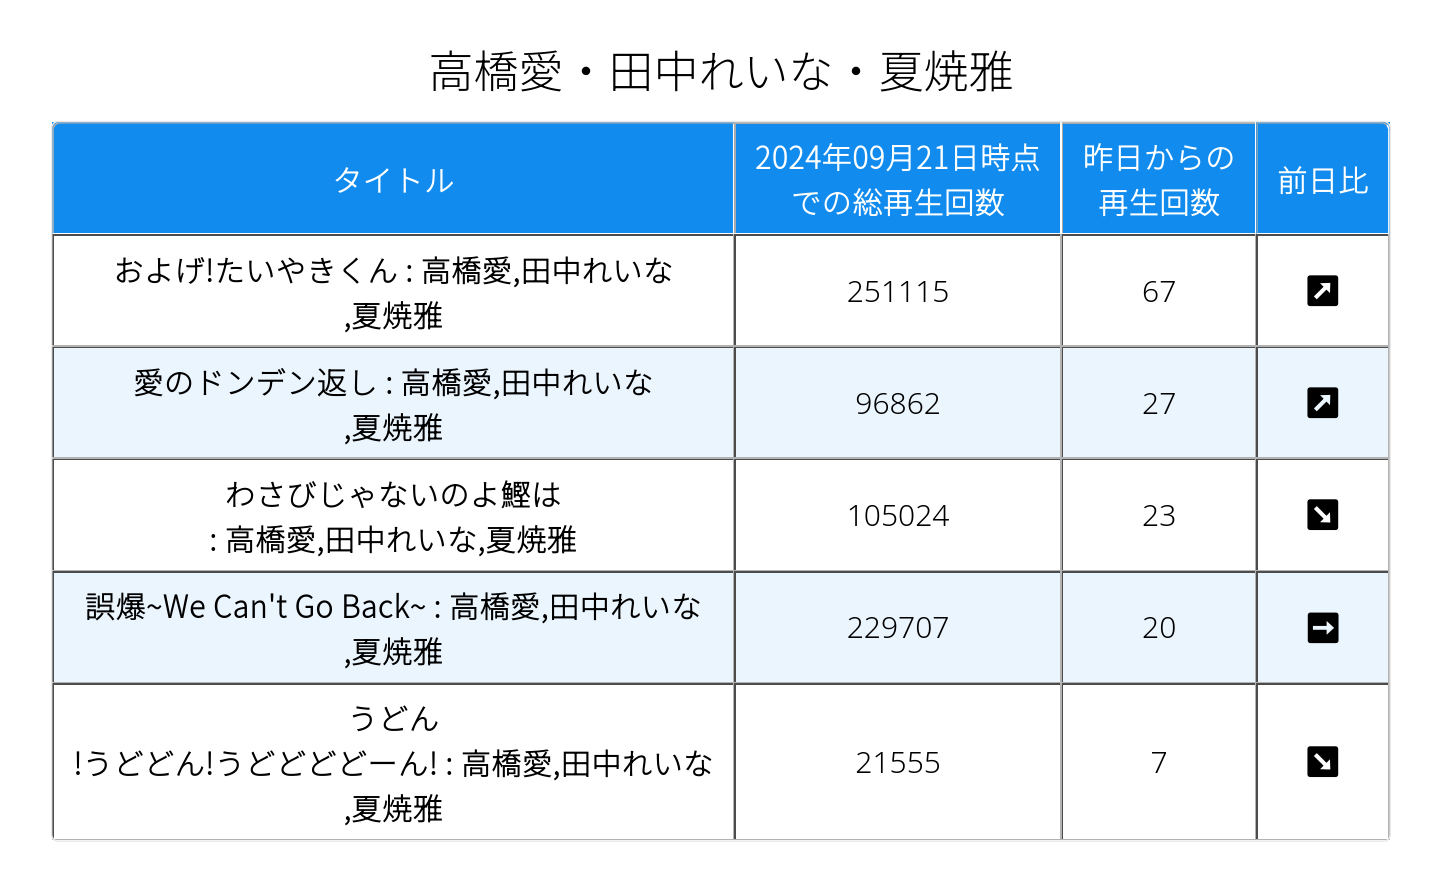 高橋愛・田中れいな・夏焼雅
タイトル
2024年09月21日時点
での総再生回数
昨日からの
再生回数
前日比
およげ!たいやきくん : 高橋愛,田中れいな
,夏焼雅
251115
67
愛のドンデン返し : 高橋愛,田中れいな
,夏焼雅
96862
27
わさびじゃないのよ鰹は
: 高橋愛,田中れいな,夏焼雅
105024
23
誤爆~We Can't Go Back~ : 高橋愛,田中れいな
,夏焼雅
229707
20
うどん
!うどどん!うどどどどーん! : 高橋愛,田中れいな
,夏焼雅
21555
7